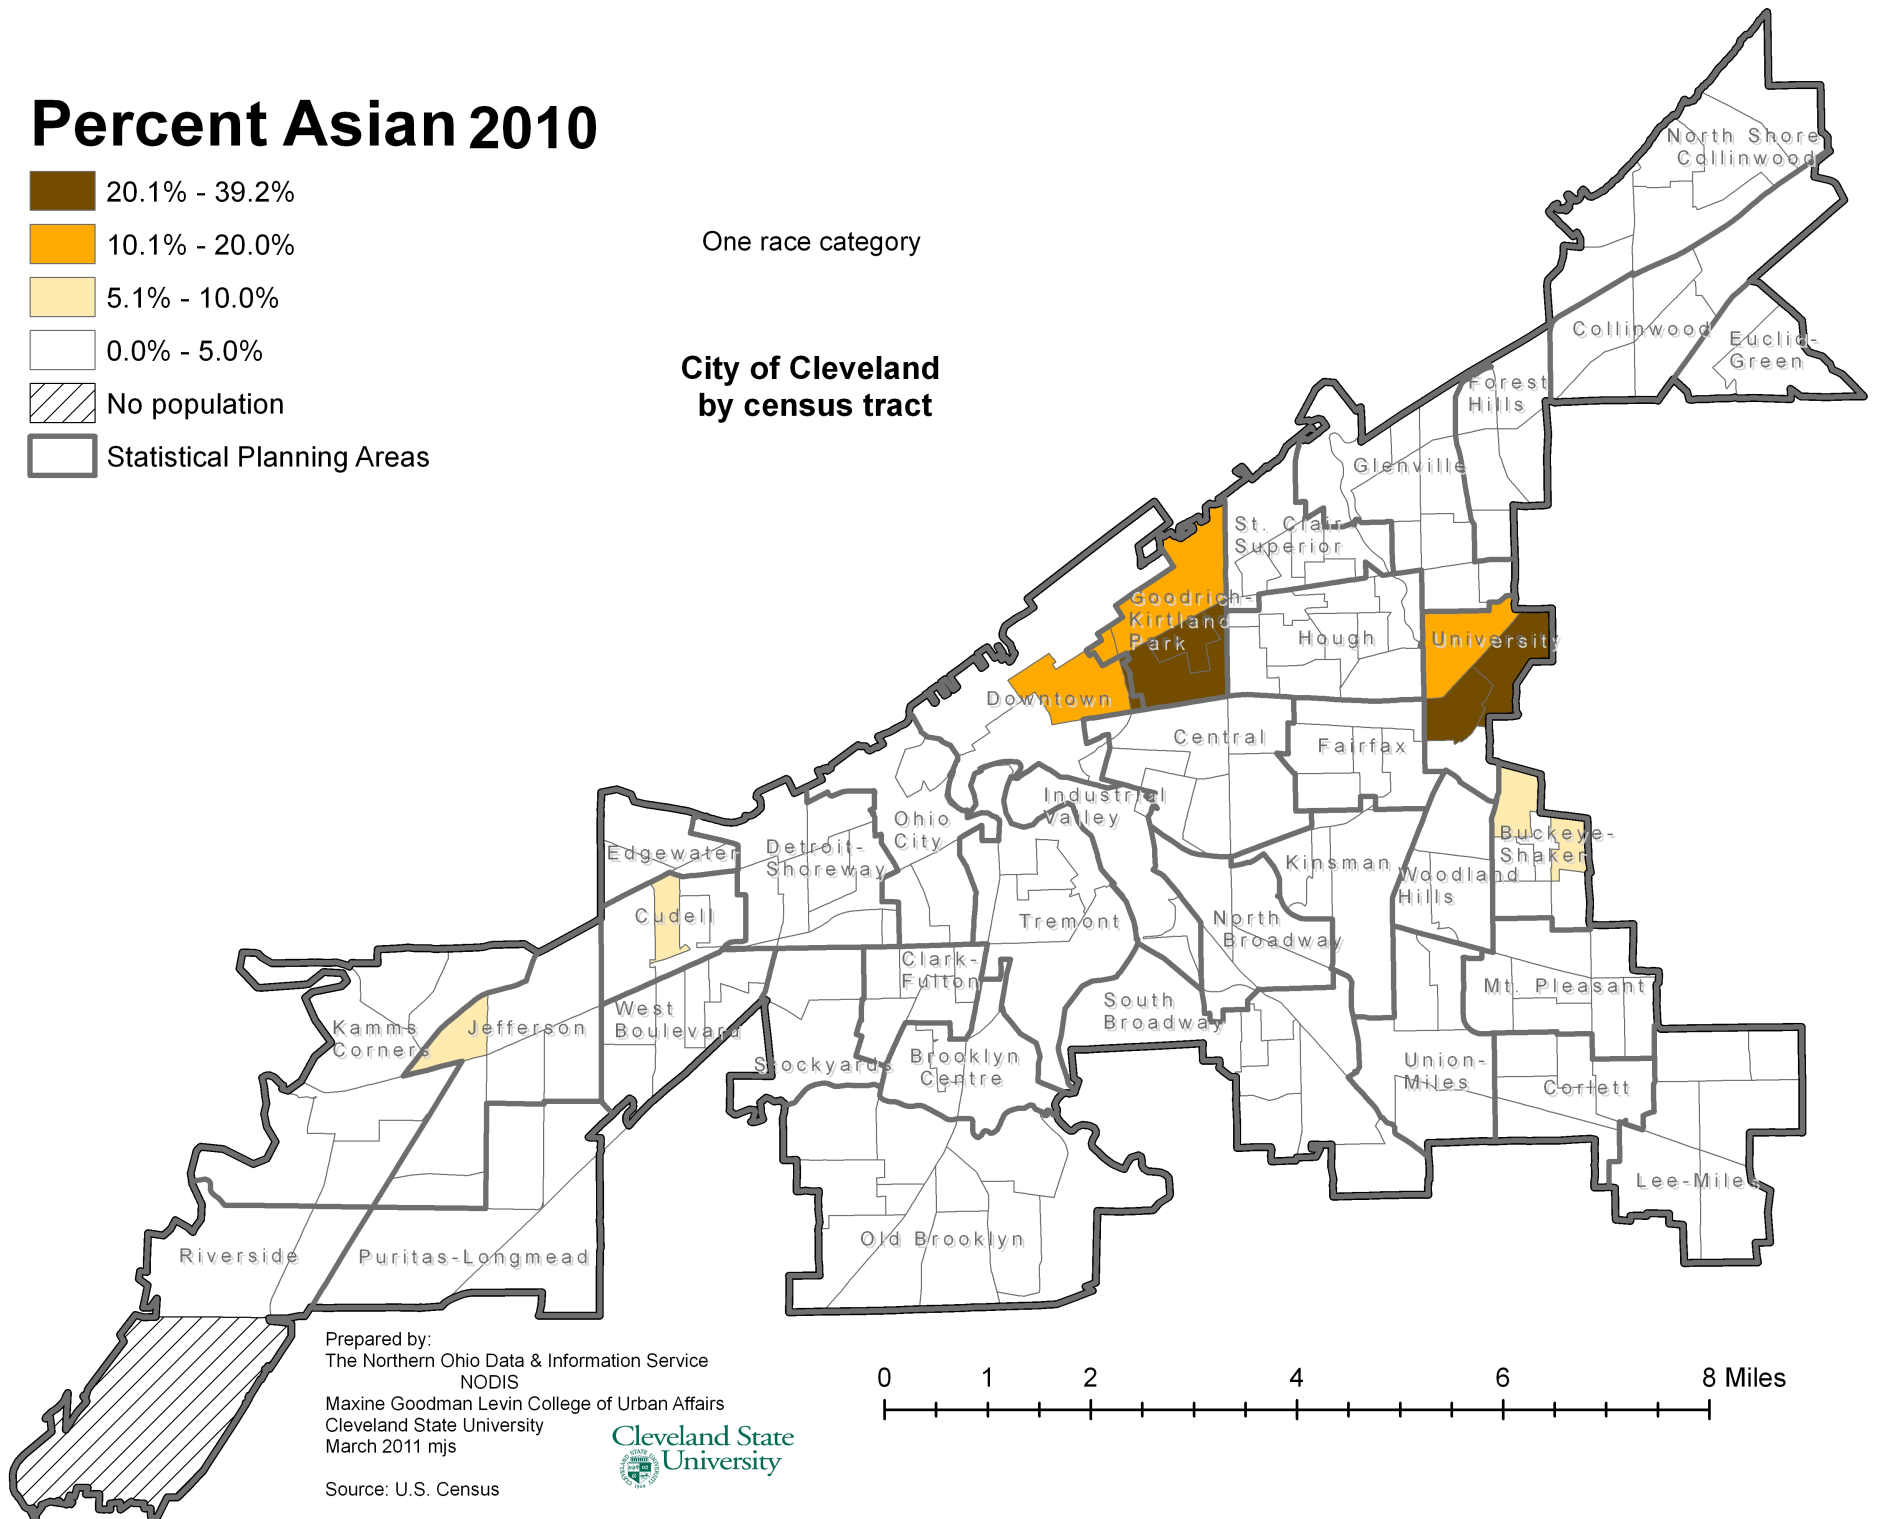 Percent Asian 2010
20.1% - 39.2%
10.1% - 20.0%
5.1% - 10.0%
0.0% - 5.0%
No population
Statistical Planning Areas
One race category
City of Cleveland
by census tract
North Shore
Collinwood
Collinwood
Euclid-
Green
Forest
Hills
Glenville
St. Clair
Superior
Goodrich-
Kirtland
Park
Hough
University
Downtown
Central
Fairfax
Industrial
Valley
Ohio
City
Buckeye-
Shaker
Edgewater
Detroit-
Shoreway
Kinsman
Woodland
Hills
Cudell
Tremont
North
Broadway
Clark-
Fulton
Mt. Pleasant
South
Broadway
West
Boulevard
Kamms
Corners
Jefferson
Stockyards
Brooklyn
Centre
Union-
Miles
Corlett
Lee-Miles
Old Brooklyn
Riverside
Puritas-Longmead
Prepared by:
The Northern Ohio Data & Information Service
NODIS
Maxine Goodman Levin College of Urban Affairs
Cleveland State University
March 2011 mjs
Source: U.S. Census
Cleveland State
University
0 1 2 4 6 8 Miles